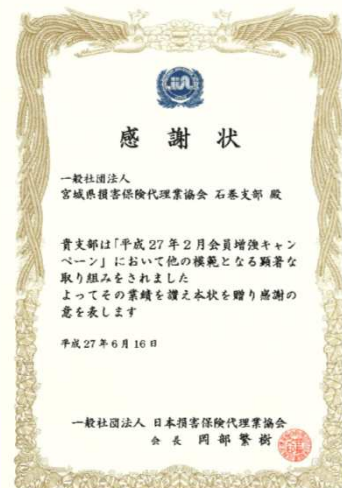 感謝状
一般社団法人
宮城県損害保険代理業協会 石巻支部 殿
貴支部は「平成27年2月会員増強キャン
ペーン」において他の模範となる顕著な
取り組みをされました
よってその業績を讃え本状を贈り感謝の
意を表します
平成27年6月16日
一般社団法人 日本損害保険代理業協会
会長 岡部繁樹